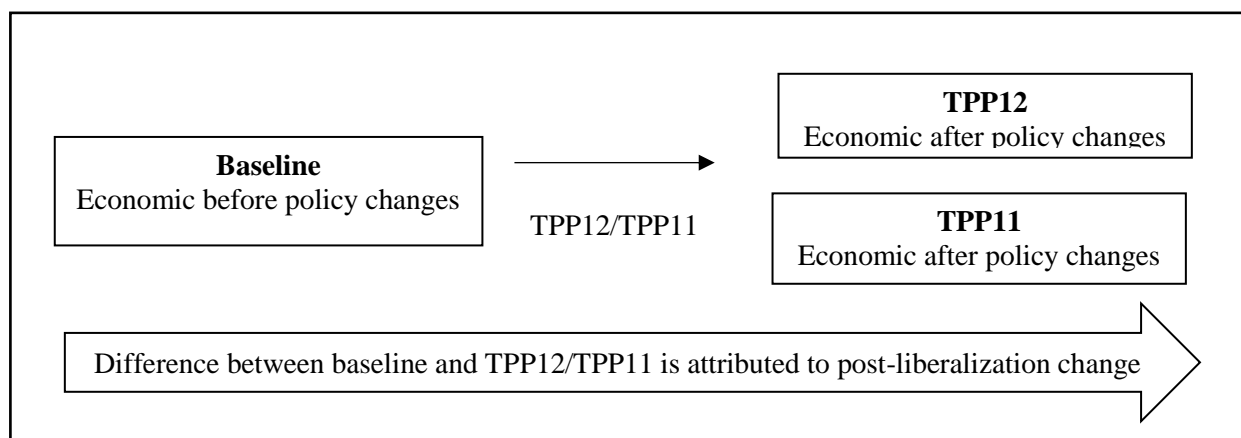 TPP12
Economic after policy changes
Baseline
Economic before policy changes
TPP12/TPP11
TPP11
Economic after policy changes
Difference between baseline and TPP12/TPP11 is attributed to post-liberalization change